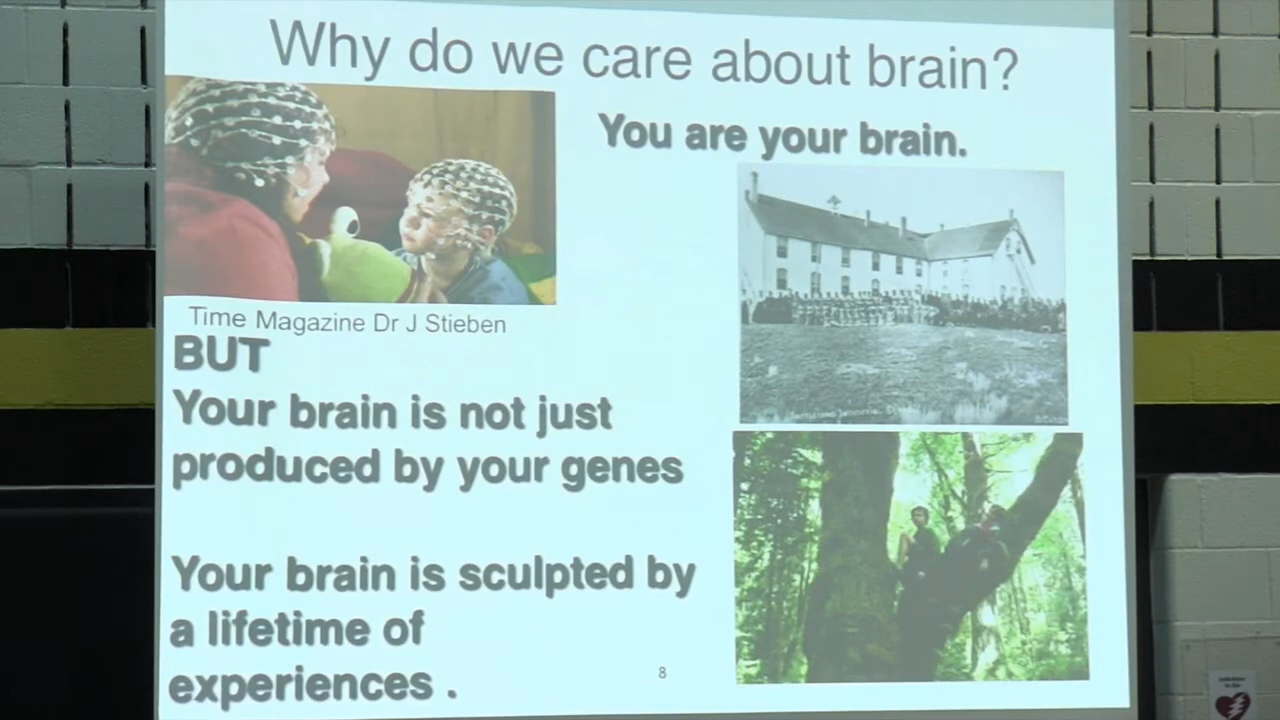 Why do we care about brain?
You are your brain.
Time Magazine Dr J Stieben
BUT
Your brain is not just
produced by your genes
Your brain is sculpted by
a lifetime of
experiences .
8